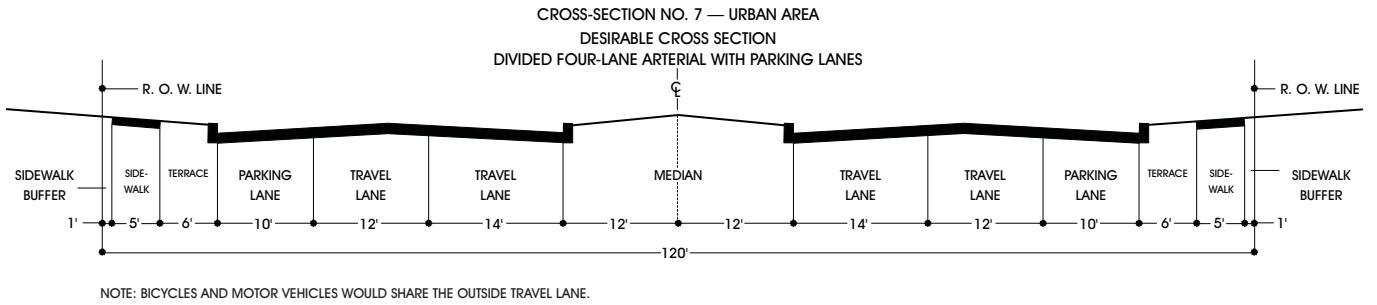 CROSS-SECTION NO. 7 — URBAN AREA
DESIRABLE CROSS SECTION
DIVIDED FOUR-LANE ARTERIAL WITH PARKING LANES
R. O. W. LINE
℄
R. O. W. LINE
SIDEWALK
BUFFER
SIDE-
WALK
TERRACE
PARKING
LANE
TRAVEL
LANE
TRAVEL
LANE
MEDIAN
TRAVEL
LANE
TRAVEL
LANE
PARKING
LANE
TERRACE
SIDE-
WALK
SIDEWALK
BUFFER
1' 5' 6' 10' 12' 14' 12' 12' 14' 12' 10' 6' 5' 1'
120'
NOTE: BICYCLES AND MOTOR VEHICLES WOULD SHARE THE OUTSIDE TRAVEL LANE.